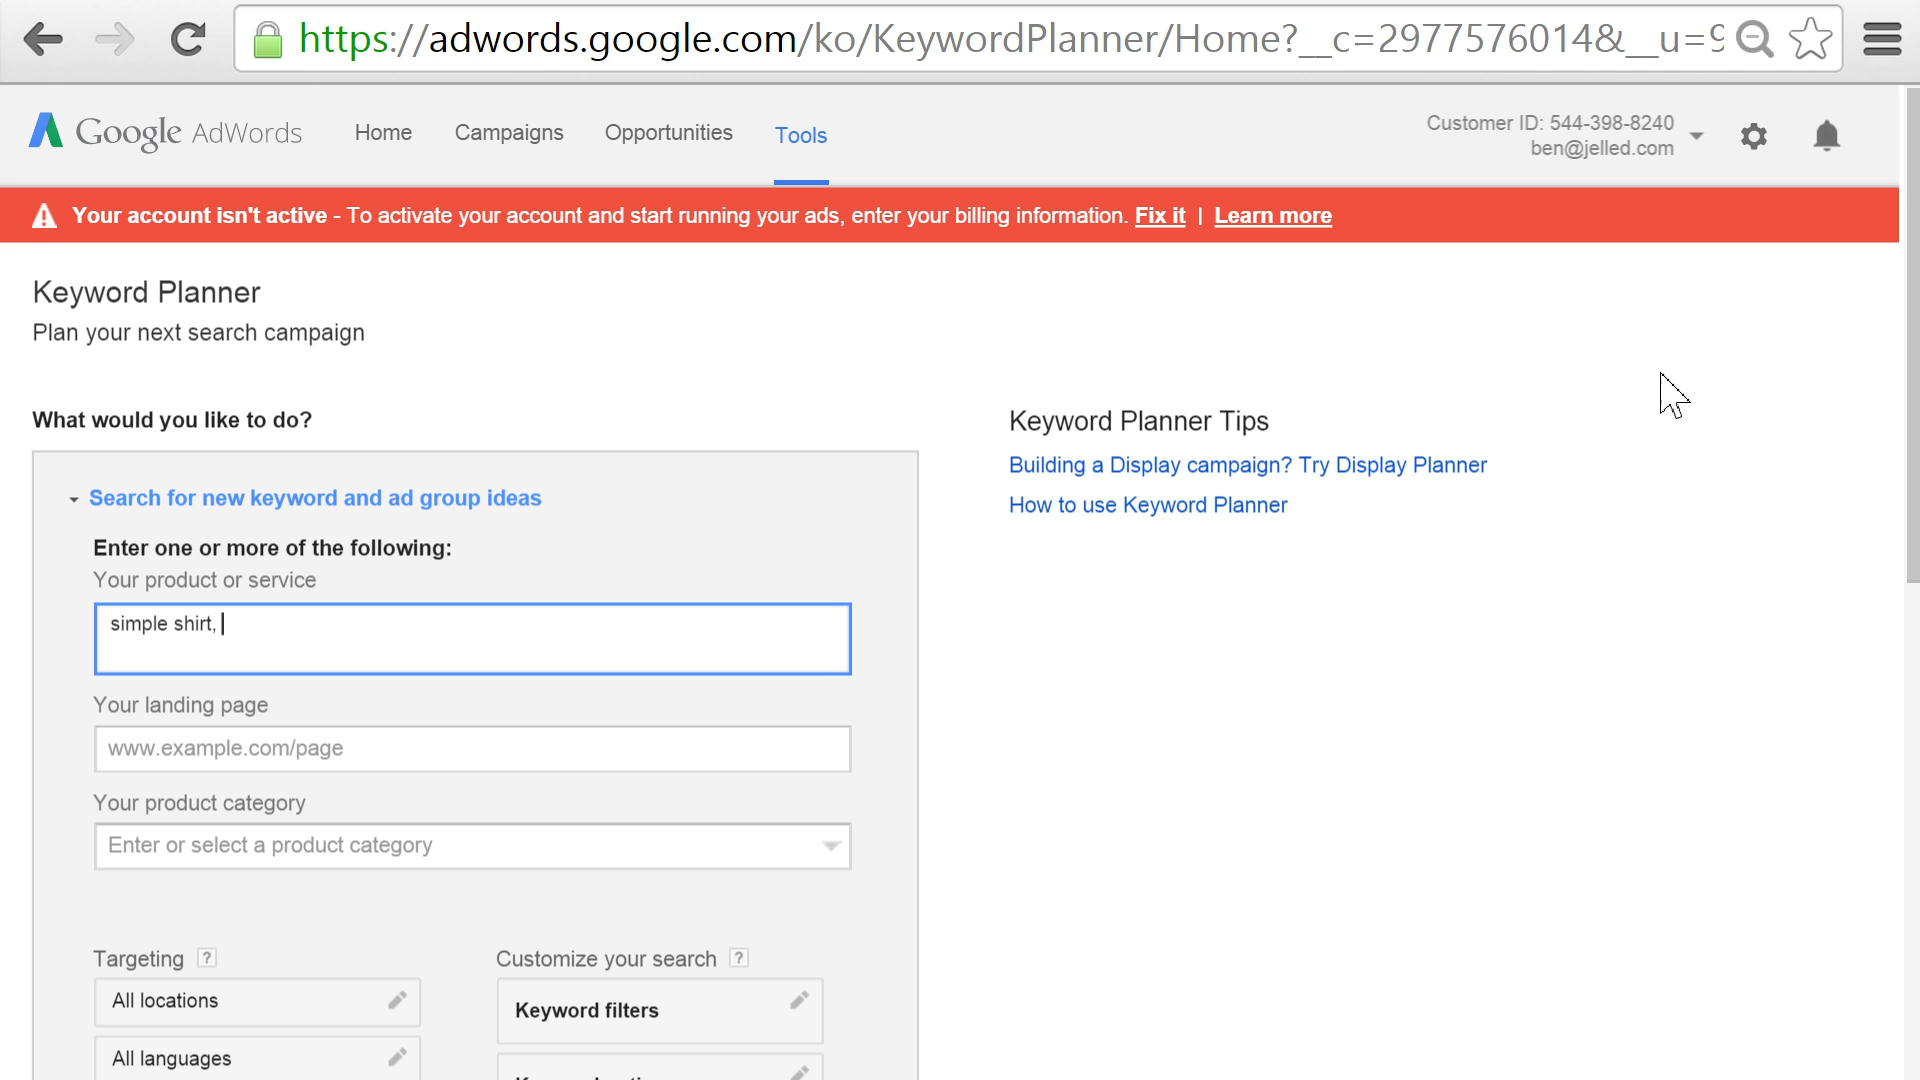 https://adwords.google.com/ko/KeywordPlanner/Home?__c=2977576014&__u=9
Google AdWords Home Campaigns Opportunities Tools
Customer ID: 544-398-8240
ben@jelled.com
Your account isn't active - To activate your account and start running your ads, enter your billing information. Fix it | Learn more
Keyword Planner
Plan your next search campaign
What would you like to do?
Search for new keyword and ad group ideas
Enter one or more of the following:
Your product or service
simple shirt,
Your landing page
www.example.com/page
Your product category
Enter or select a product category
Targeting ?
All locations
All languages
Customize your search ?
Keyword filters
Keyword Planner Tips
Building a Display campaign? Try Display Planner
How to use Keyword Planner